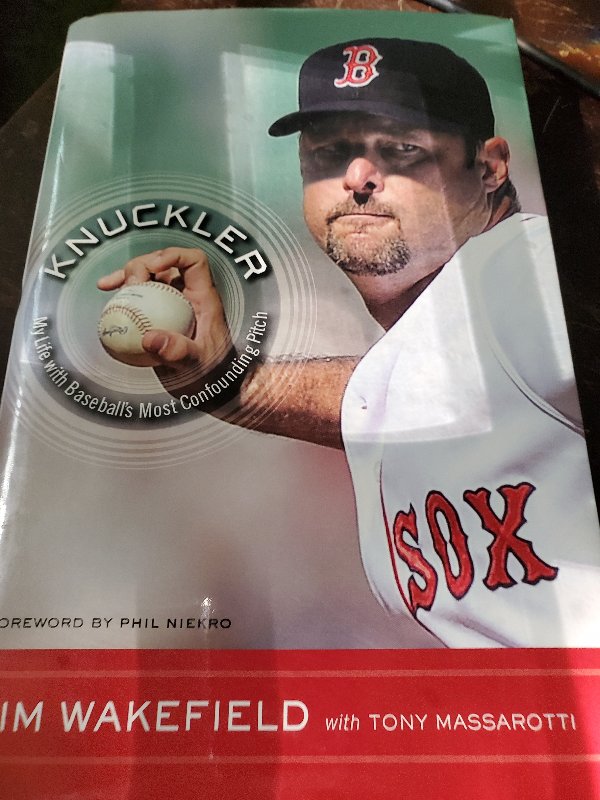 B
KNUCKLER
My Life with Baseball's Most Confounding Pitch
SOX
OREWORD BY PHIL NIEKRO
IM WAKEFIELD with TONY MASSAROTTI